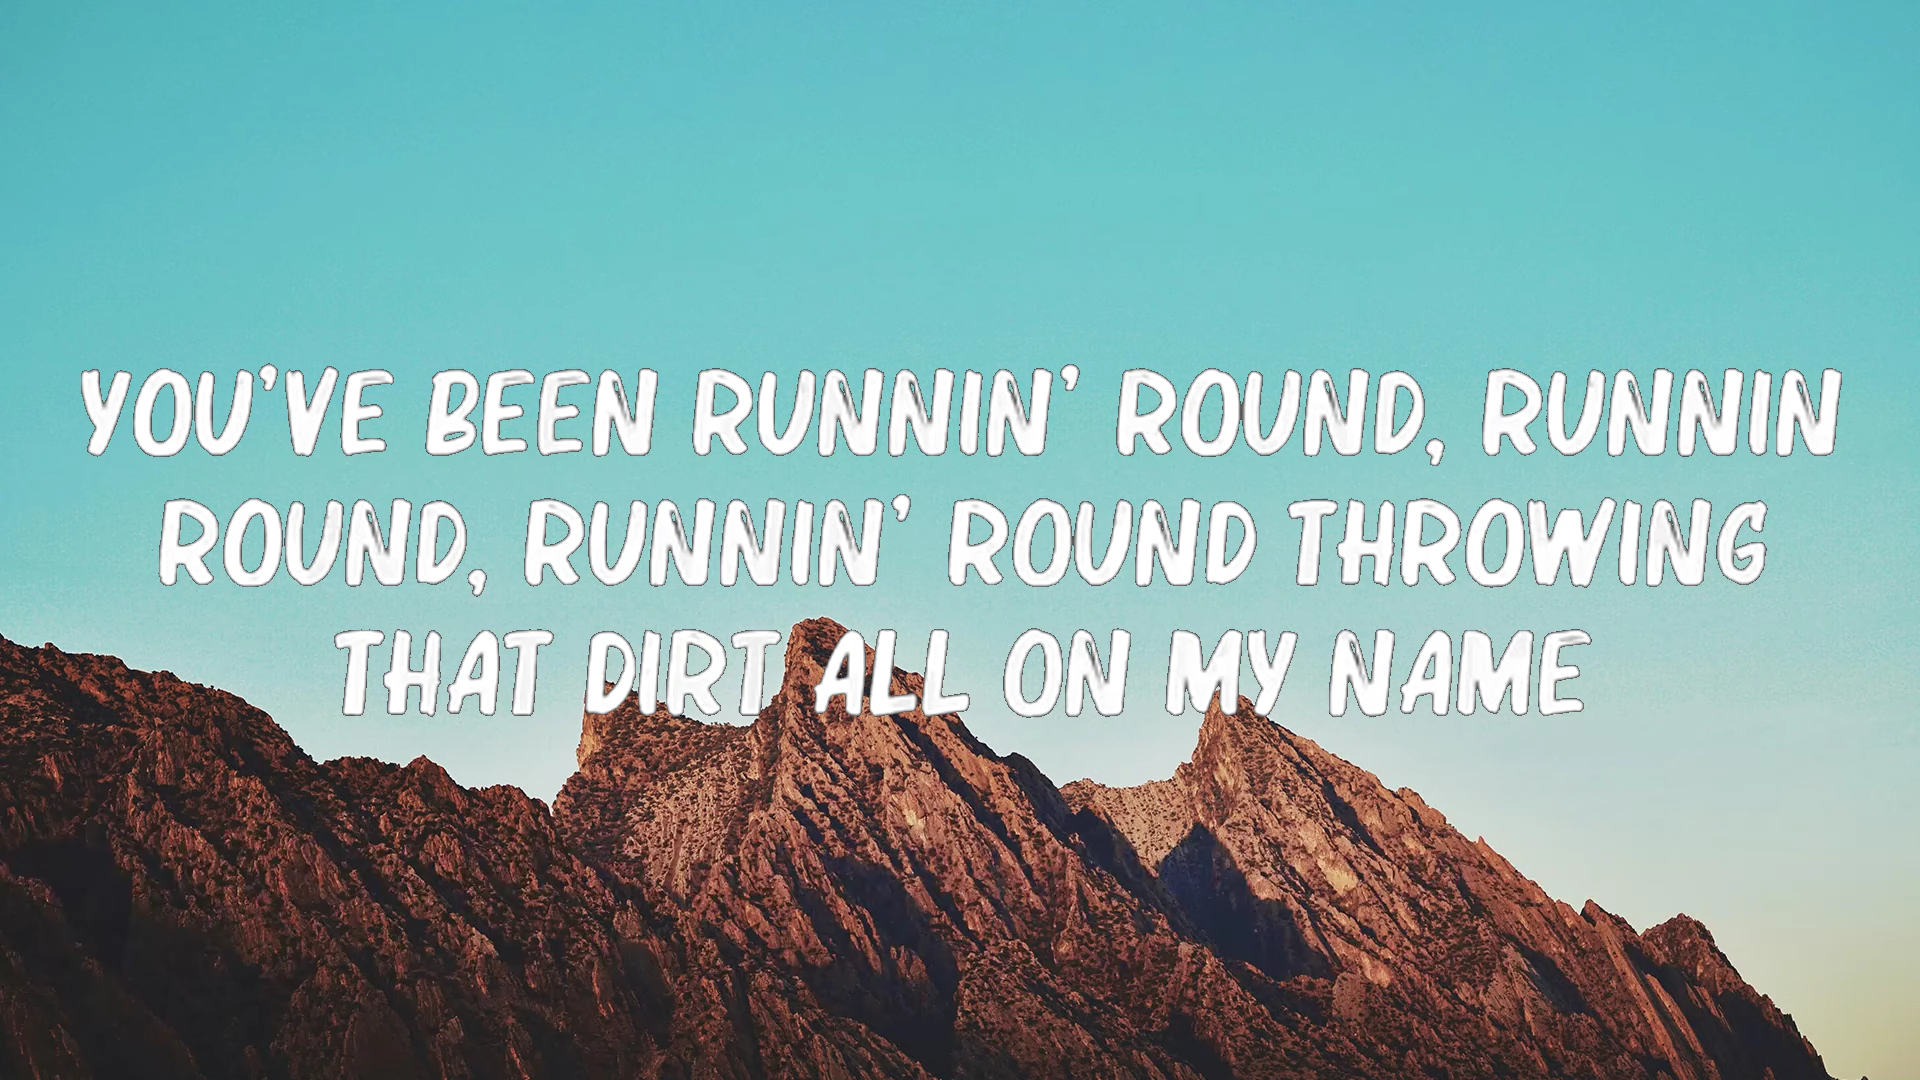 YOU'VE BEEN RUNNIN' ROUND, RUNNIN
ROUND, RUNNIN' ROUND THROWING
THAT DIRT ALL ON MY NAME